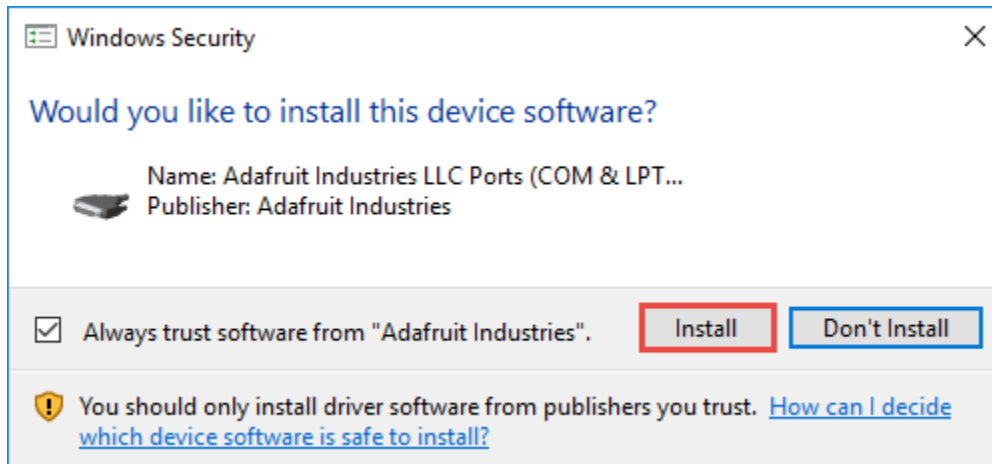 Windows Security
Would you like to install this device software?
Name: Adafruit Industries LLC Ports (COM & LPT...
Publisher: Adafruit Industries
Always trust software from "Adafruit Industries".
Install
Don't Install
You should only install driver software from publishers you trust. How can I decide
which device software is safe to install?